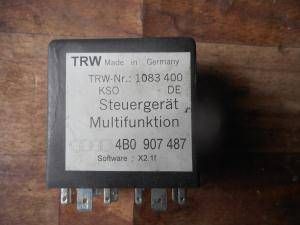 TRW Made in Germany
TRW-Nr.: 1083 400
KSO DE
Steuergerät
Multifunktion
4B0 907 487
Software : X2.1f